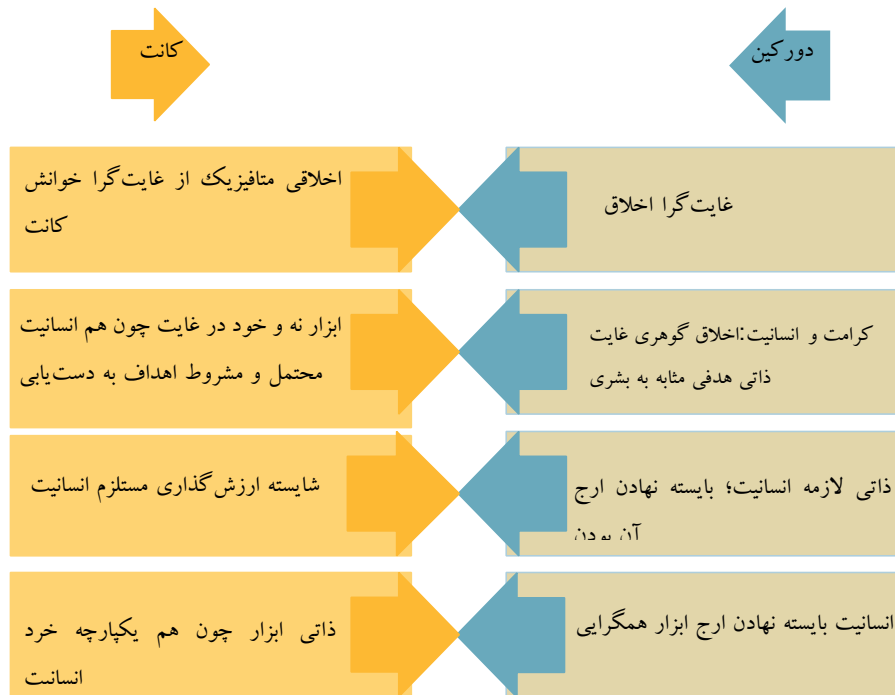 دورکین
کانت
غایت‌گرا اخلاق
اخلاقی متافیزیک از غایت‌گرا خوانش
کانت
کرامت و انسانیت:اخلاق گوهری غایت
ذاتی هدفی مثابه به بشری
ابزار نه و خود در غایت چون هم انسانیت
محتمل و مشروط اهداف به دست‌یابی
ذاتی لازمه انسانیت؛ بایسته نهادن ارج
آن بودن
شایسته ارزش‌گذاری مستلزم انسانیت
انسانیت بایسته نهادن ارج ابزار همگرایی
ذاتی ابزار چون هم یکپارچه خرد
انسانیت